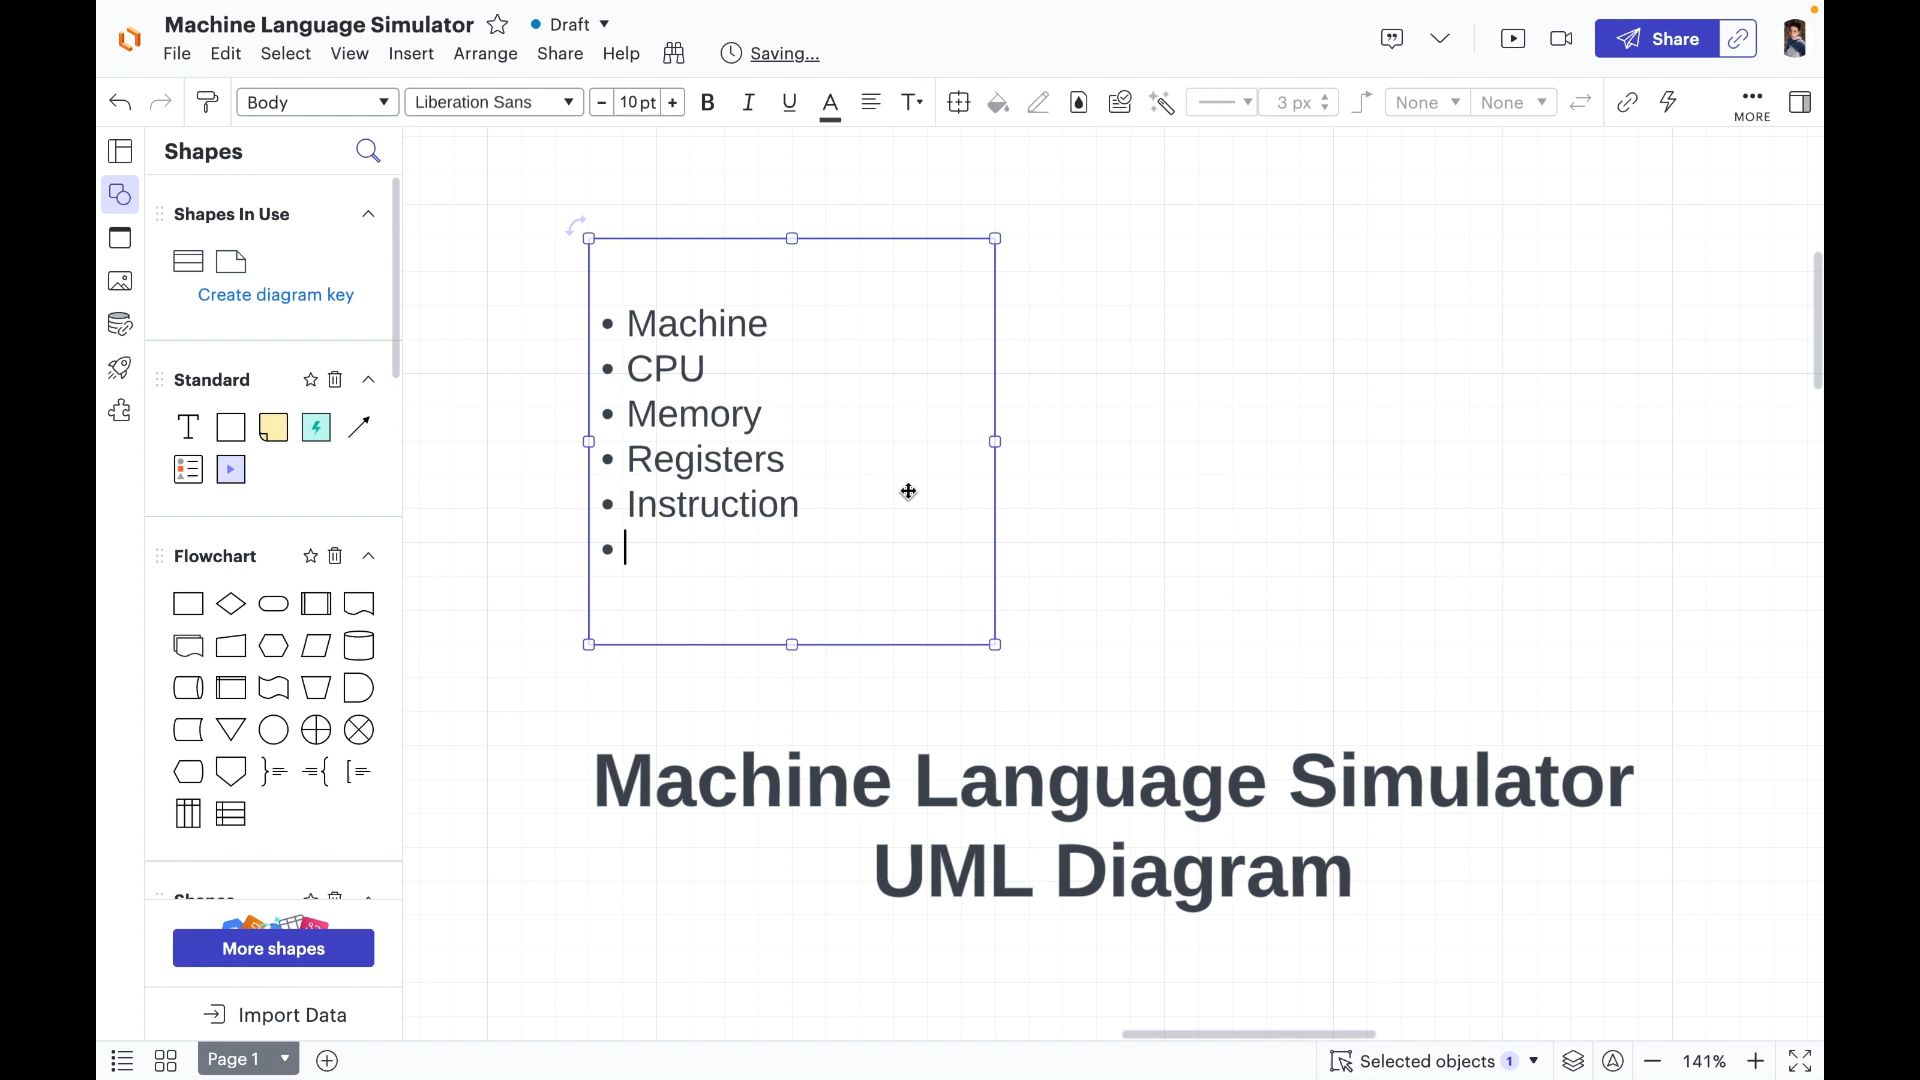 Machine Language Simulator
Draft
File Edit Select View Insert Arrange Share Help Saving...
Share
Body Liberation Sans - 10 pt + B I U A T 3 px None None
MORE
Shapes
Shapes In Use
Create diagram key
Standard
T
Flowchart
More shapes
Import Data
• Machine
• CPU
• Memory
• Registers
• Instruction
•
Machine Language Simulator
UML Diagram
Page 1
Selected objects 1
141%